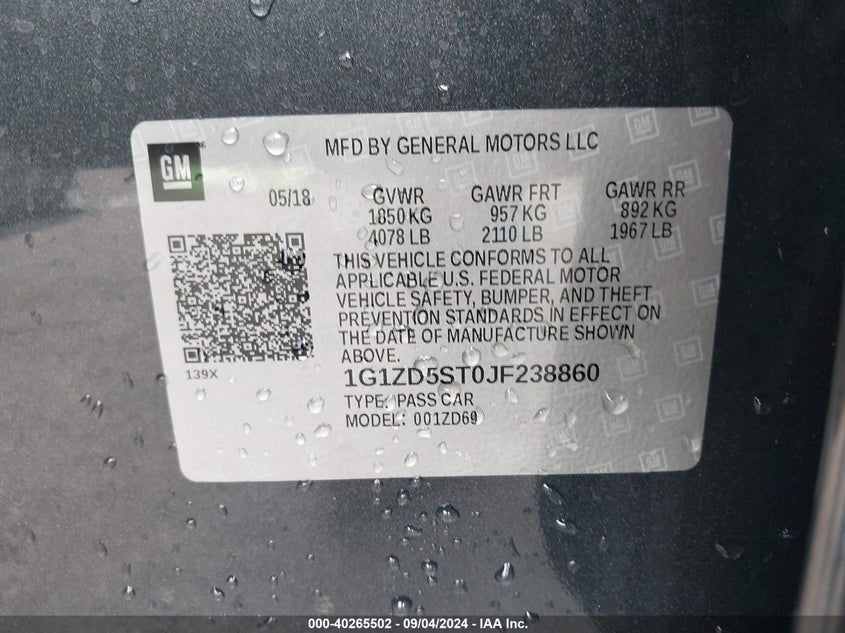 MFD BY GENERAL MOTORS LLC
GM
05/18
GVWR GAWR FRT GAWR RR
1850 KG 957 KG 892 KG
4078 LB 2110 LB 1967 LB
THIS VEHICLE CONFORMS TO ALL
APPLICABLE U.S. FEDERAL MOTOR
VEHICLE SAFETY, BUMPER, AND THEFT
PREVENTION STANDARDS IN EFFECT ON
THE DATE OF MANUFACTURE SHOWN
ABOVE.
139X
1G1ZD5ST0JF238860
TYPE: PASS CAR
MODEL: 001ZD69
000-40265502 - 09/04/2024 - IAA Inc.